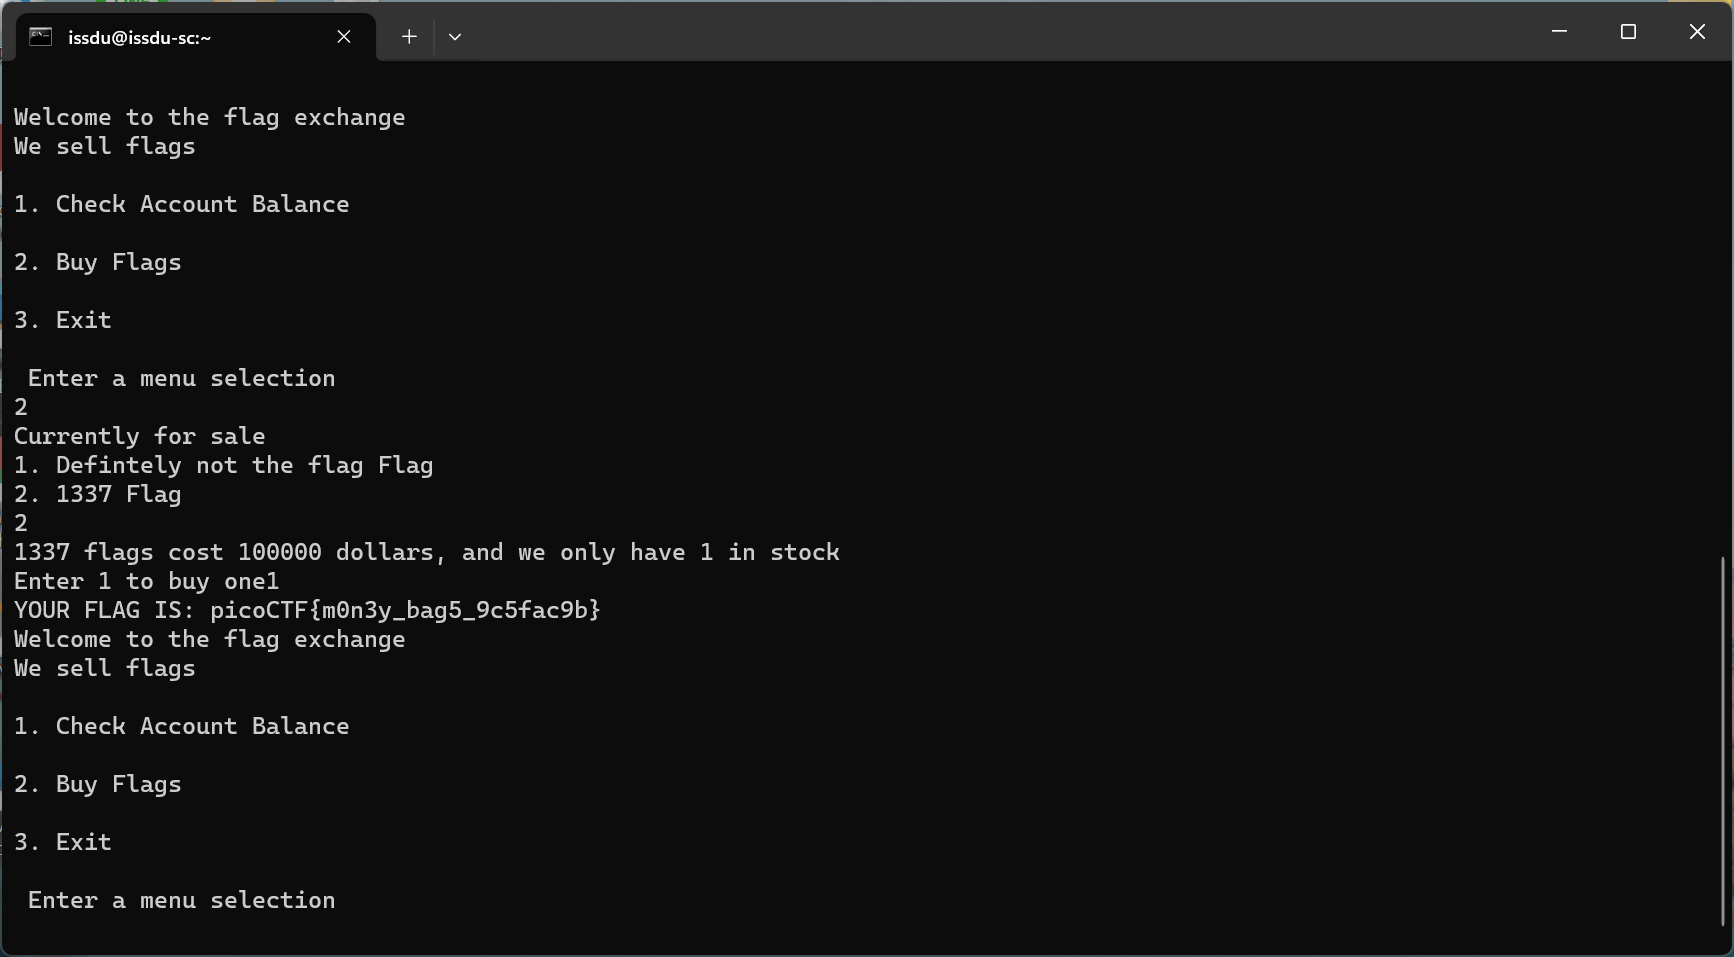 issdu@issdu-sc:~
Welcome to the flag exchange
We sell flags
1. Check Account Balance
2. Buy Flags
3. Exit
Enter a menu selection
2
Currently for sale
1. Defintely not the flag Flag
2. 1337 Flag
2
1337 flags cost 100000 dollars, and we only have 1 in stock
Enter 1 to buy one1
YOUR FLAG IS: picoCTF{m0n3y_bag5_9c5fac9b}
Welcome to the flag exchange
We sell flags
1. Check Account Balance
2. Buy Flags
3. Exit
Enter a menu selection